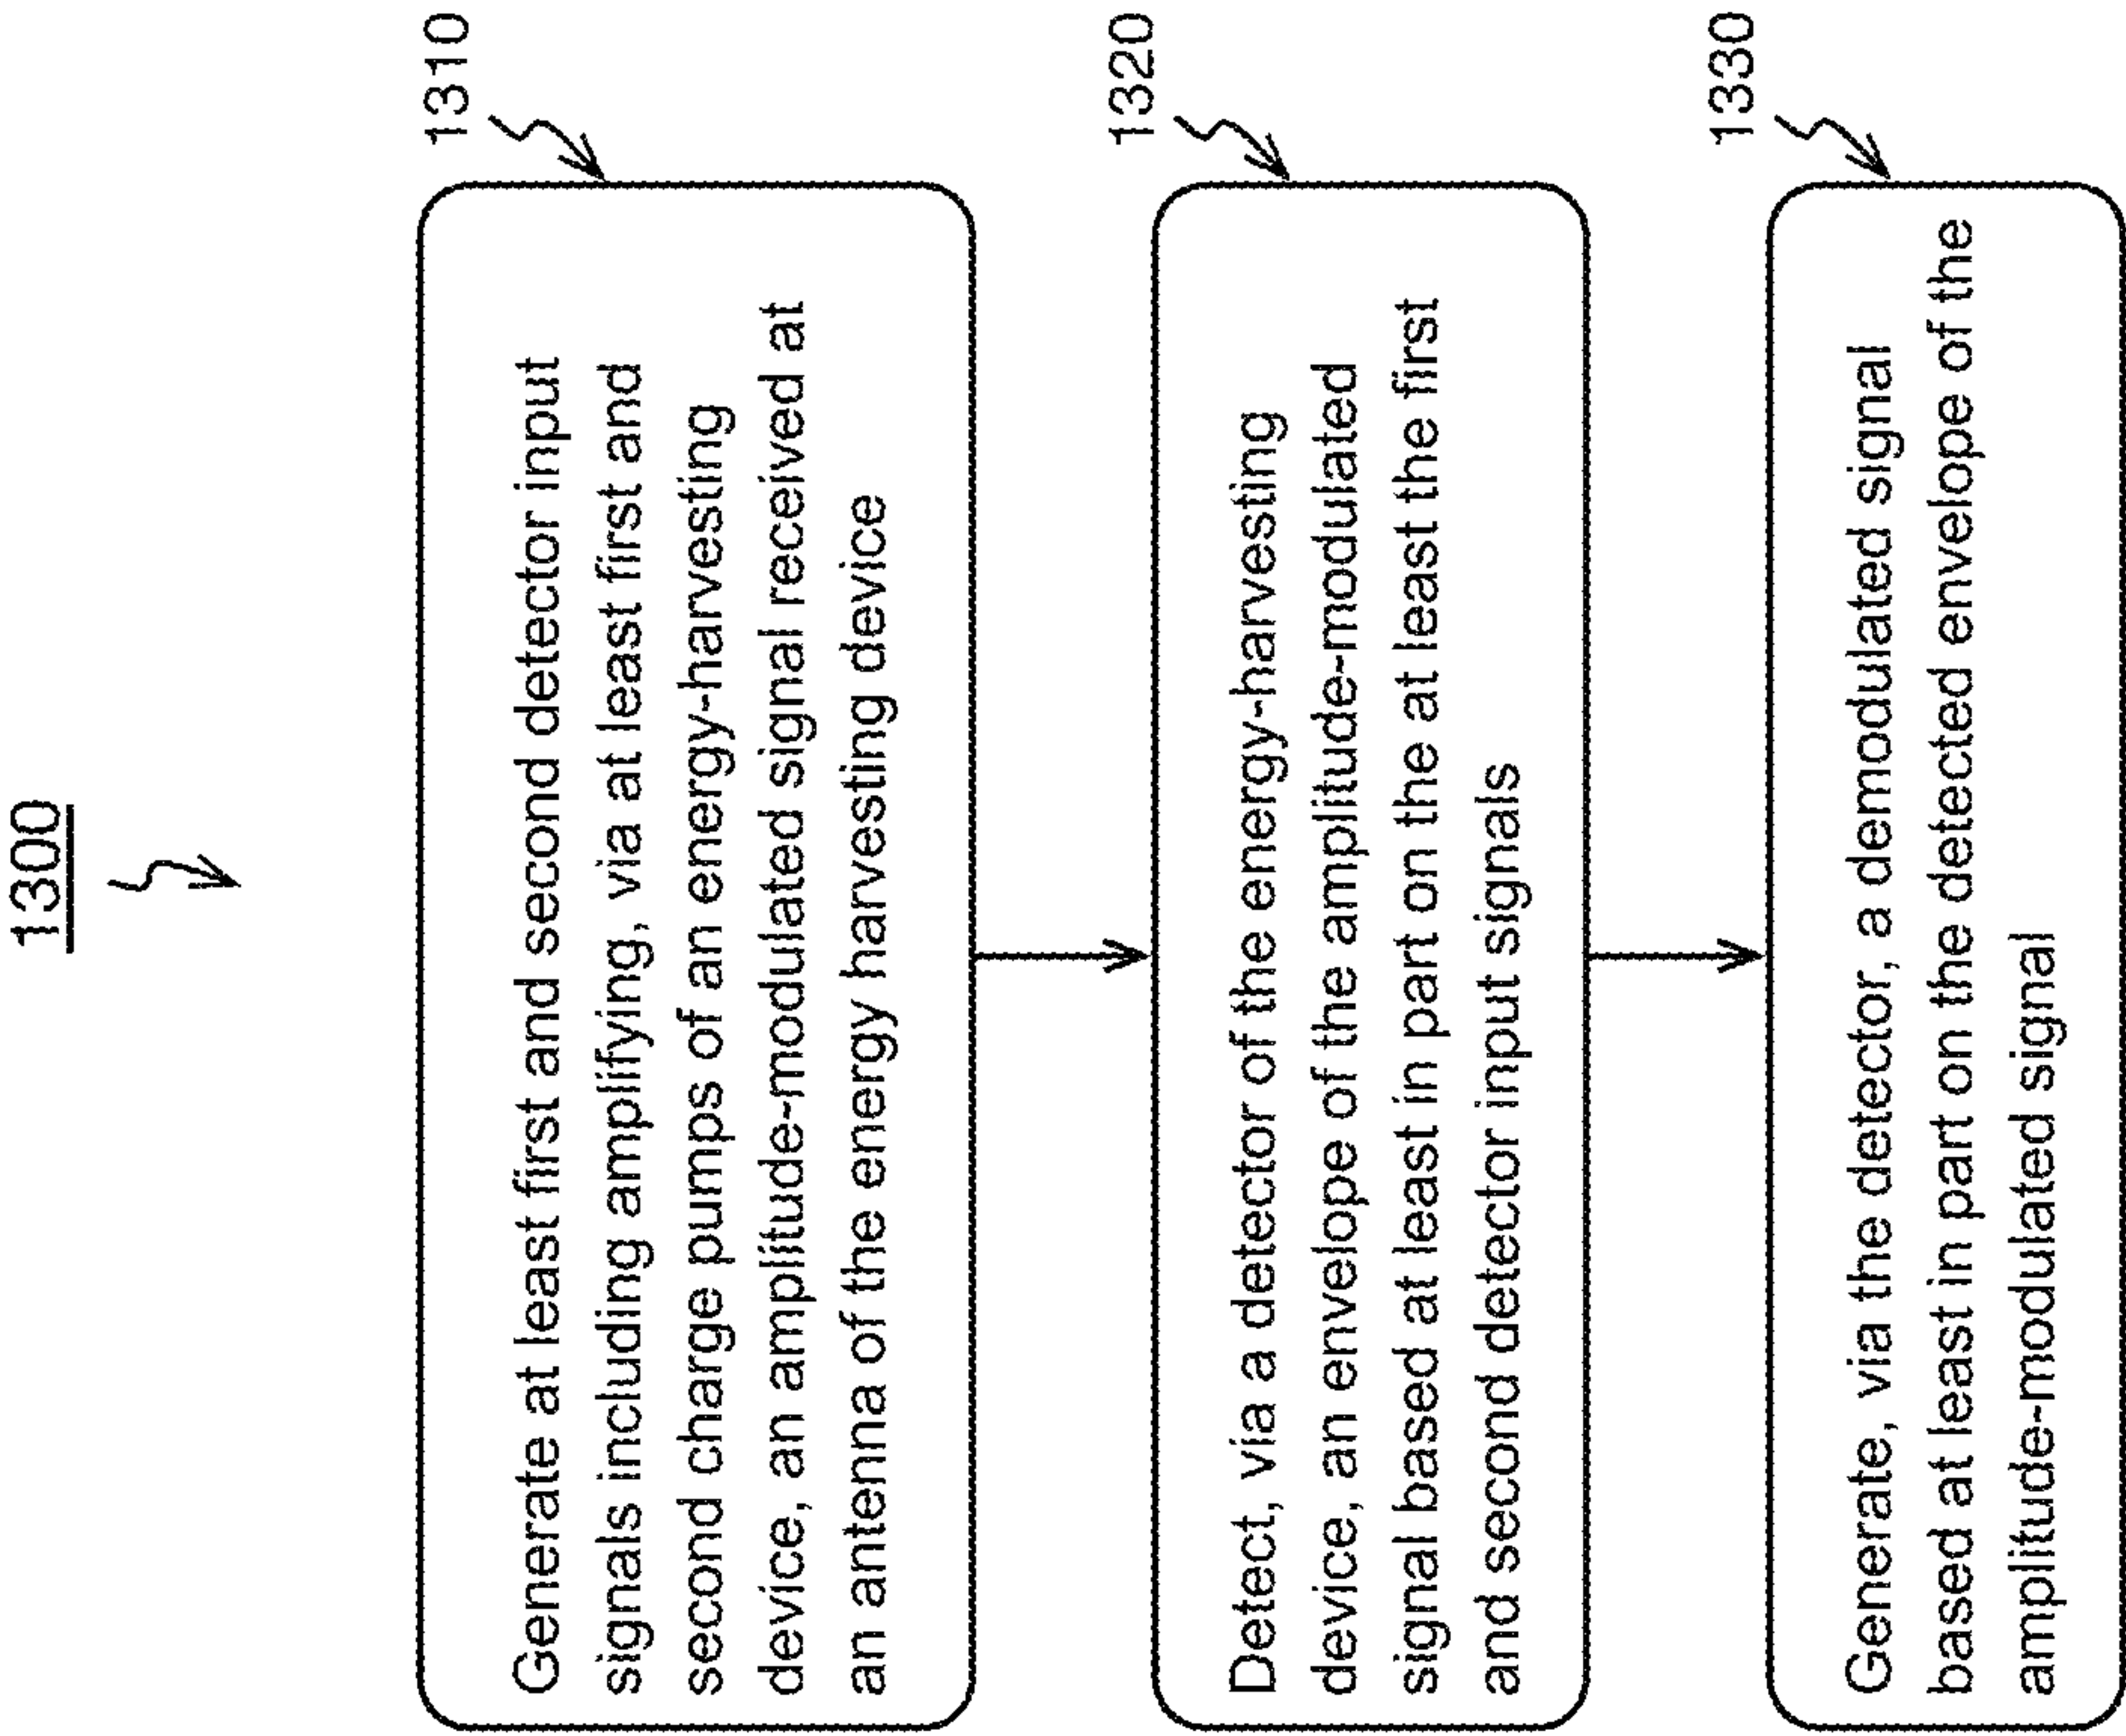 1300
1310
Generate at least first and second detector input
signals including amplifying, via at least first and
second charge pumps of an energy-harvesting
device, an amplitude-modulated signal received at
an antenna of the energy harvesting device
1320
Detect, via a detector of the energy-harvesting
device, an envelope of the amplitude-modulated
signal based at least in part on the at least the first
and second detector input signals
1330
Generate, via the detector, a demodulated signal
based at least in part on the detected envelope of the
amplitude-modulated signal